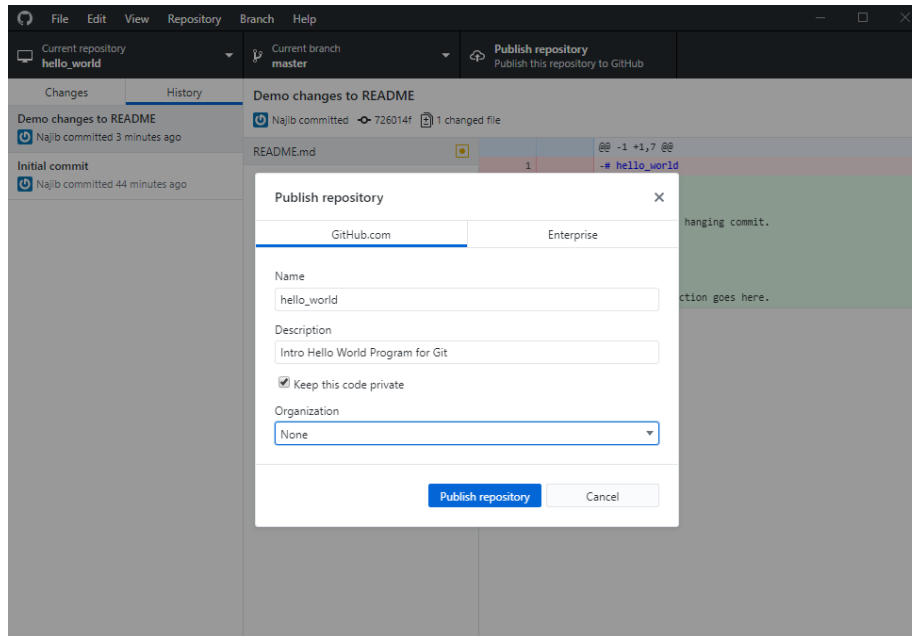 File Edit View Repository Branch Help
Current repository
hello_world
Current branch
master
Publish repository
Publish this repository to GitHub
Changes History
Demo changes to README
Najib committed 3 minutes ago
Initial commit
Najib committed 44 minutes ago
Demo changes to README
Najib committed 726014f 1 changed file
README.md
@@ -1 +1,7 @@
1 -# hello_world
hanging commit.
ction goes here.
Publish repository
GitHub.com Enterprise
Name
hello_world
Description
Intro Hello World Program for Git
Keep this code private
Organization
None
Publish repository Cancel